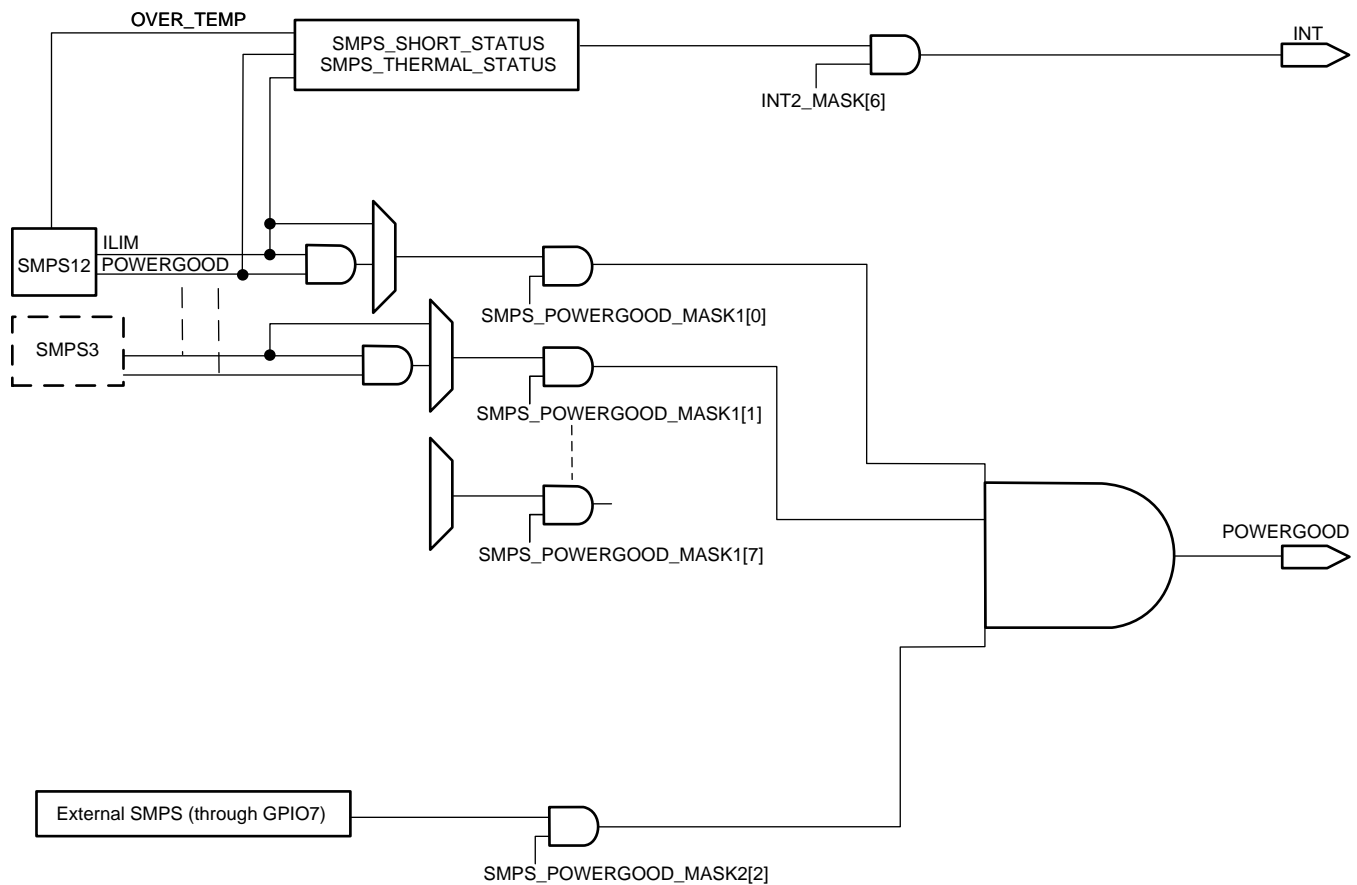 OVER_TEMP
INT
SMPS_SHORT_STATUS
SMPS_THERMAL_STATUS
INT2_MASK[6]
ILIM
SMPS12
POWERGOOD
SMPS_POWERGOOD_MASK1[0]
SMPS3
SMPS_POWERGOOD_MASK1[1]
SMPS_POWERGOOD_MASK1[7]
POWERGOOD
External SMPS (through GPIO7)
SMPS_POWERGOOD_MASK2[2]